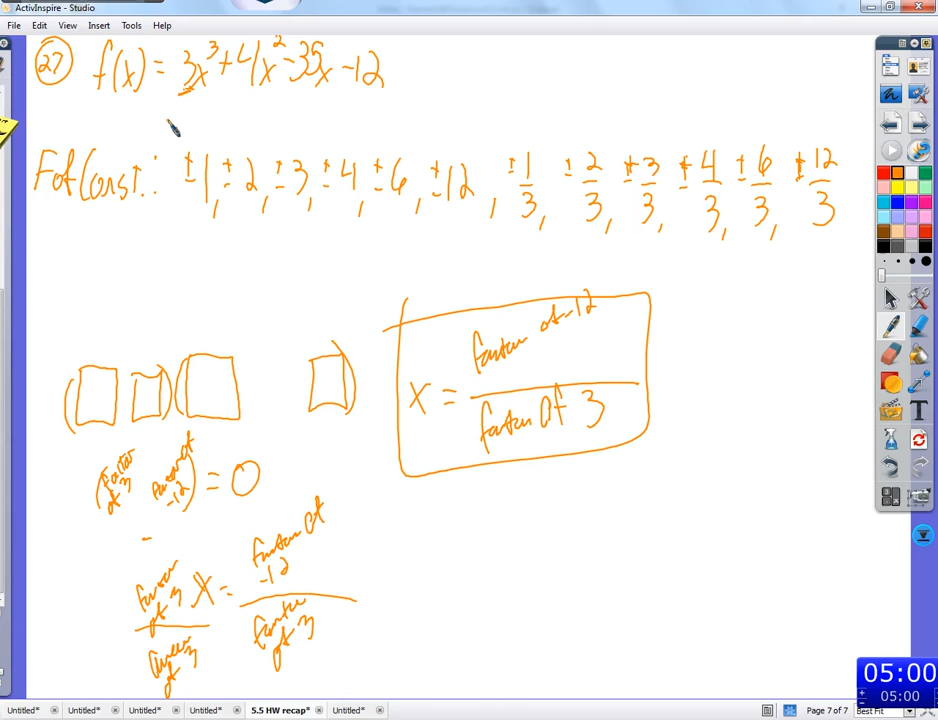 ActivInspire - Studio
File Edit View Insert Tools Help
27 f(x) = 3x³ + 41x² - 35x - 12
F of Const.: ±1, ±2, ±3, ±4, ±6, ±12, ±1/3, ±2/3, ±3/3, ±4/3, ±6/3, ±12/3
x = factor of -12 / factor of 3
(Factor of 3 factor of -12) = 0
factor of 3 x = factor of -12
factor of 3
05:00
05:00
Untitled* Untitled* Untitled* Untitled* 5.5 HW recap* Untitled* Page 7 of 7 Best Fit